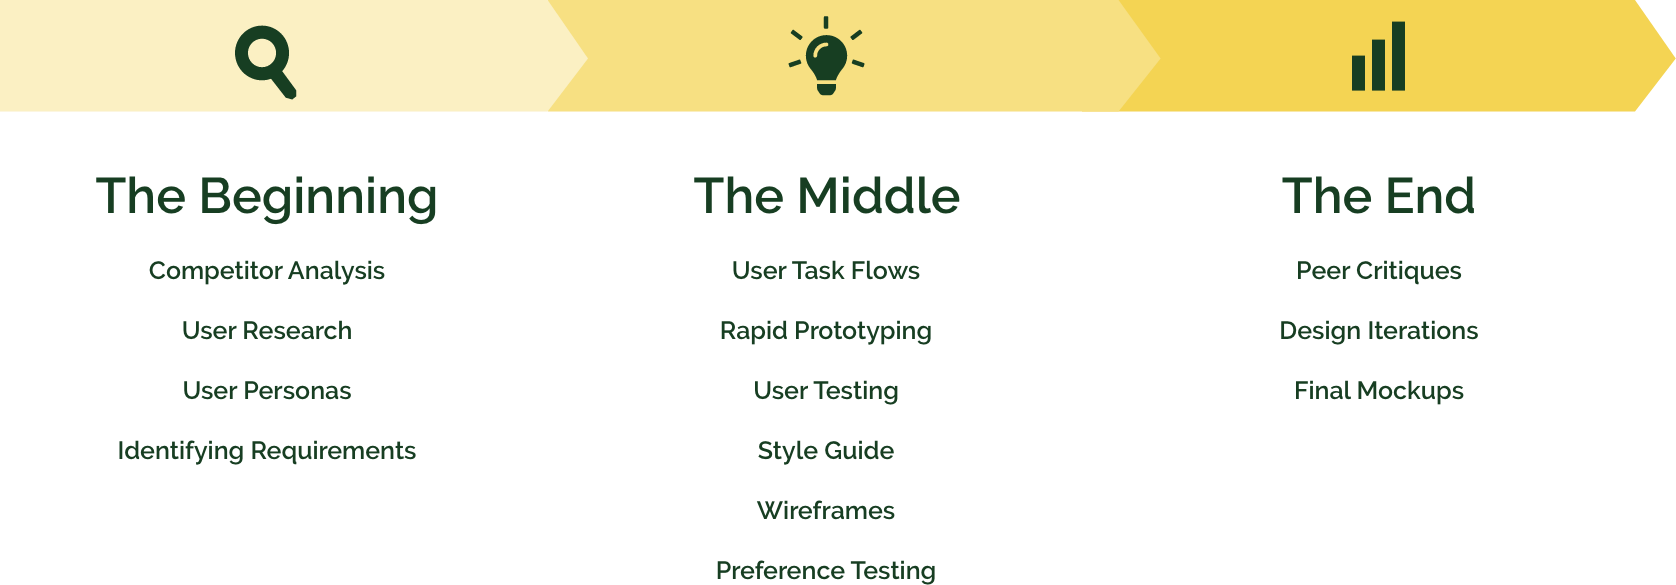 The Beginning
Competitor Analysis
User Research
User Personas
Identifying Requirements
The Middle
User Task Flows
Rapid Prototyping
User Testing
Style Guide
Wireframes
Preference Testing
The End
Peer Critiques
Design Iterations
Final Mockups